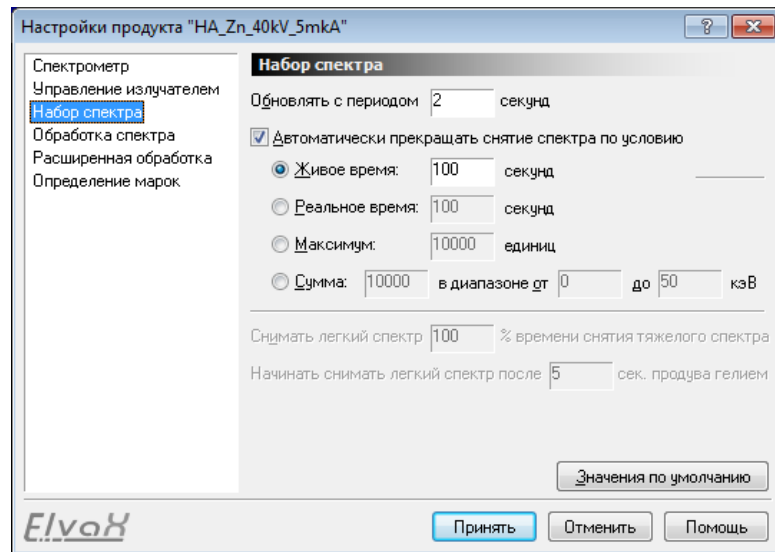 Настройки продукта "HA_Zn_40kV_5mkA"
Спектрометр
Управление излучателем
Набор спектра
Обработка спектра
Расширенная обработка
Определение марок
Набор спектра
Обновлять с периодом 2 секунд
Автоматически прекращать снятие спектра по условию
Живое время: 100 секунд
Реальное время: 100 секунд
Максимум: 10000 единиц
Сумма: 10000 в диапазоне от 0 до 50 кэВ
Снимать легкий спектр 100 % времени снятия тяжелого спектра
Начинать снимать легкий спектр после 5 сек. продува гелием
Значения по умолчанию
ElvaX
Принять Отменить Помощь